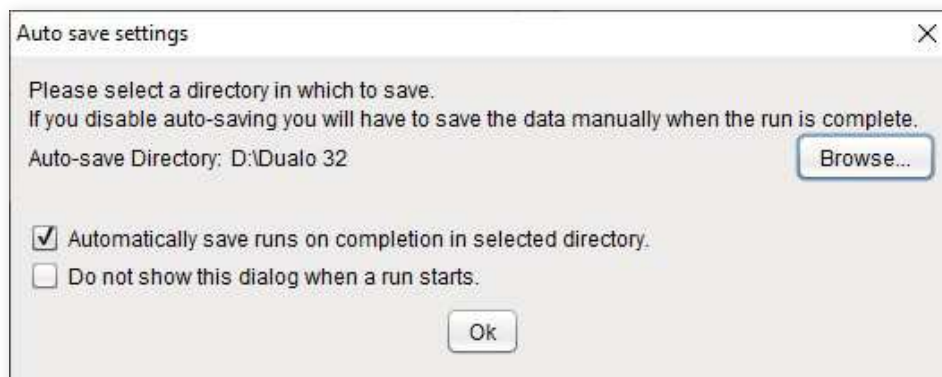 Auto save settings
Please select a directory in which to save.
If you disable auto-saving you will have to save the data manually when the run is complete.
Auto-save Directory: D:\Dualo 32 Browse...
Automatically save runs on completion in selected directory.
Do not show this dialog when a run starts.
Ok